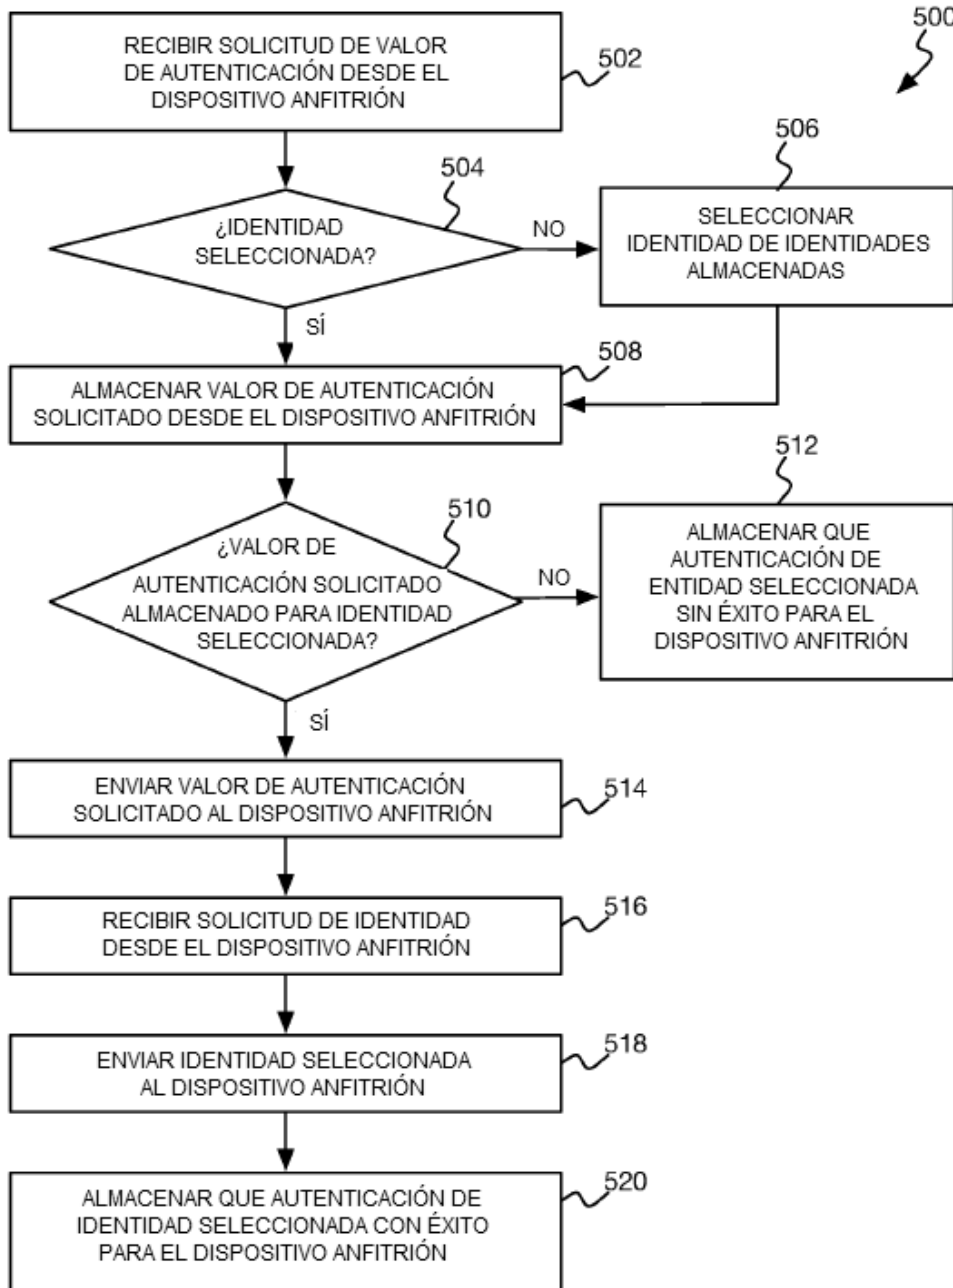 500
RECIBIR SOLICITUD DE VALOR
DE AUTENTICACIÓN DESDE EL
DISPOSITIVO ANFITRIÓN
502
504
¿IDENTIDAD
SELECCIONADA?
NO
SÍ
506
SELECCIONAR
IDENTIDAD DE IDENTIDADES
ALMACENADAS
508
ALMACENAR VALOR DE AUTENTICACIÓN
SOLICITADO DESDE EL DISPOSITIVO ANFITRIÓN
510
¿VALOR DE
AUTENTICACIÓN SOLICITADO
ALMACENADO PARA IDENTIDAD
SELECCIONADA?
NO
SÍ
512
ALMACENAR QUE
AUTENTICACIÓN DE
ENTIDAD SELECCIONADA
SIN ÉXITO PARA EL
DISPOSITIVO ANFITRIÓN
ENVIAR VALOR DE AUTENTICACIÓN
SOLICITADO AL DISPOSITIVO ANFITRIÓN
514
RECIBIR SOLICITUD DE IDENTIDAD
DESDE EL DISPOSITIVO ANFITRIÓN
516
ENVIAR IDENTIDAD SELECCIONADA
AL DISPOSITIVO ANFITRIÓN
518
ALMACENAR QUE AUTENTICACIÓN DE
IDENTIDAD SELECCIONADA CON ÉXITO
PARA EL DISPOSITIVO ANFITRIÓN
520